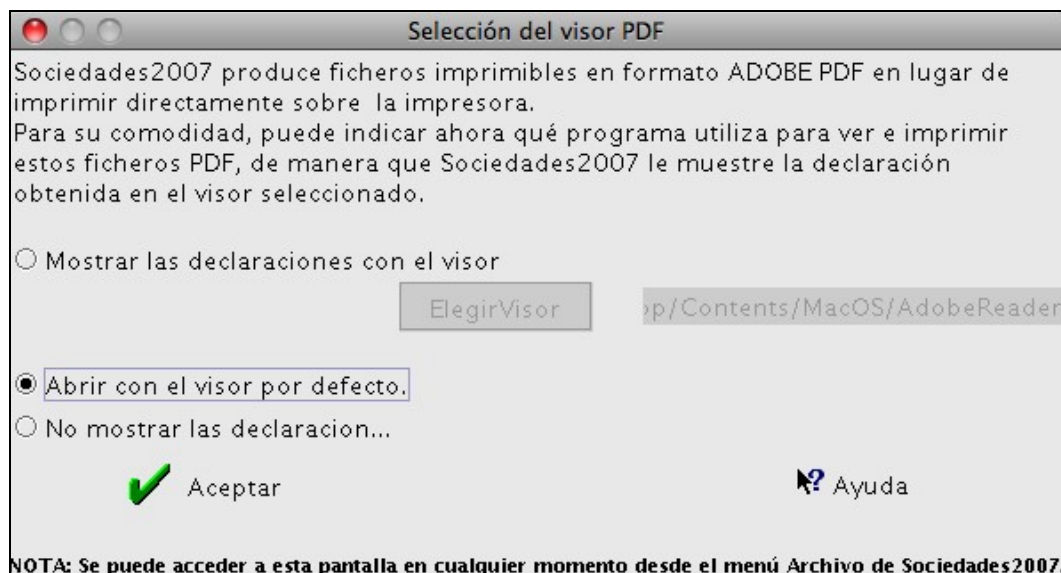 Selección del visor PDF
Sociedades2007 produce ficheros imprimibles en formato ADOBE PDF en lugar de
imprimir directamente sobre la impresora.
Para su comodidad, puede indicar ahora qué programa utiliza para ver e imprimir
estos ficheros PDF, de manera que Sociedades2007 le muestre la declaración
obtenida en el visor seleccionado.
Mostrar las declaraciones con el visor
ElegirVisor op/Contents/MacOS/AdobeReader
Abrir con el visor por defecto.
No mostrar las declaracion...
Aceptar Ayuda
NOTA: Se puede acceder a esta pantalla en cualquier momento desde el menú Archivo de Sociedades2007